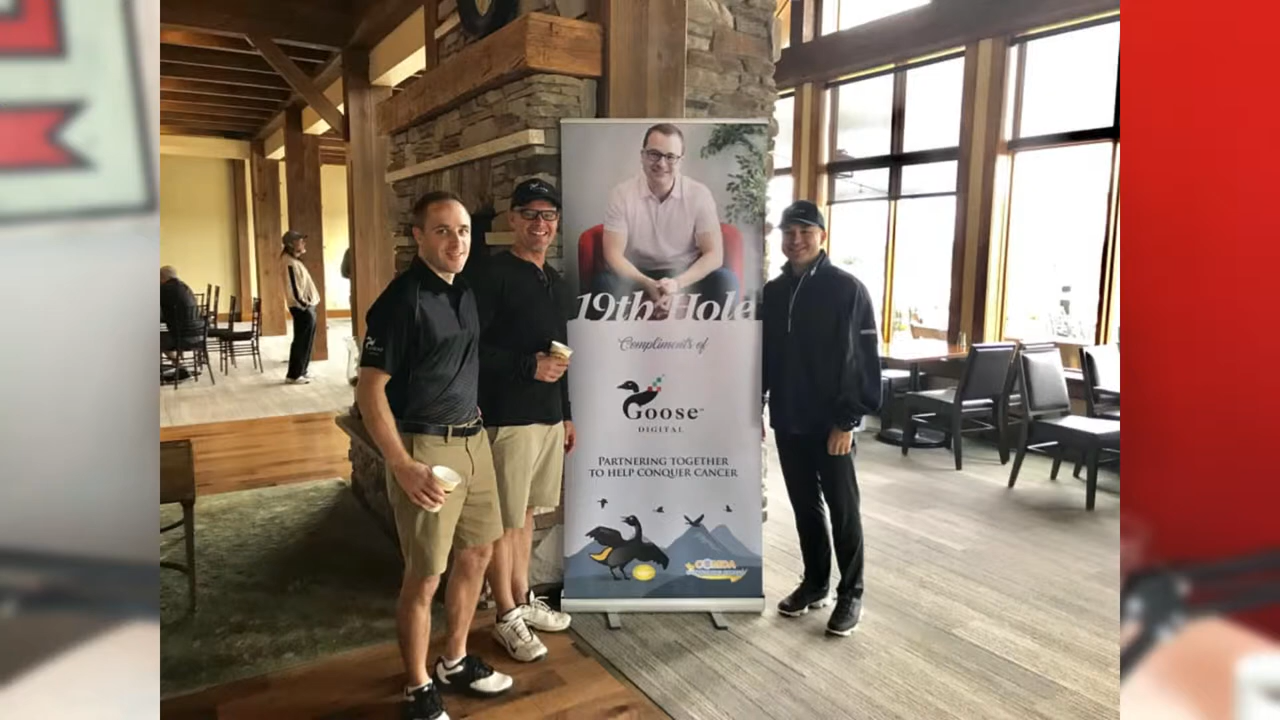 19th Hole
Compliments of
Goose
DIGITAL
PARTNERING TOGETHER
TO HELP CONQUER CANCER